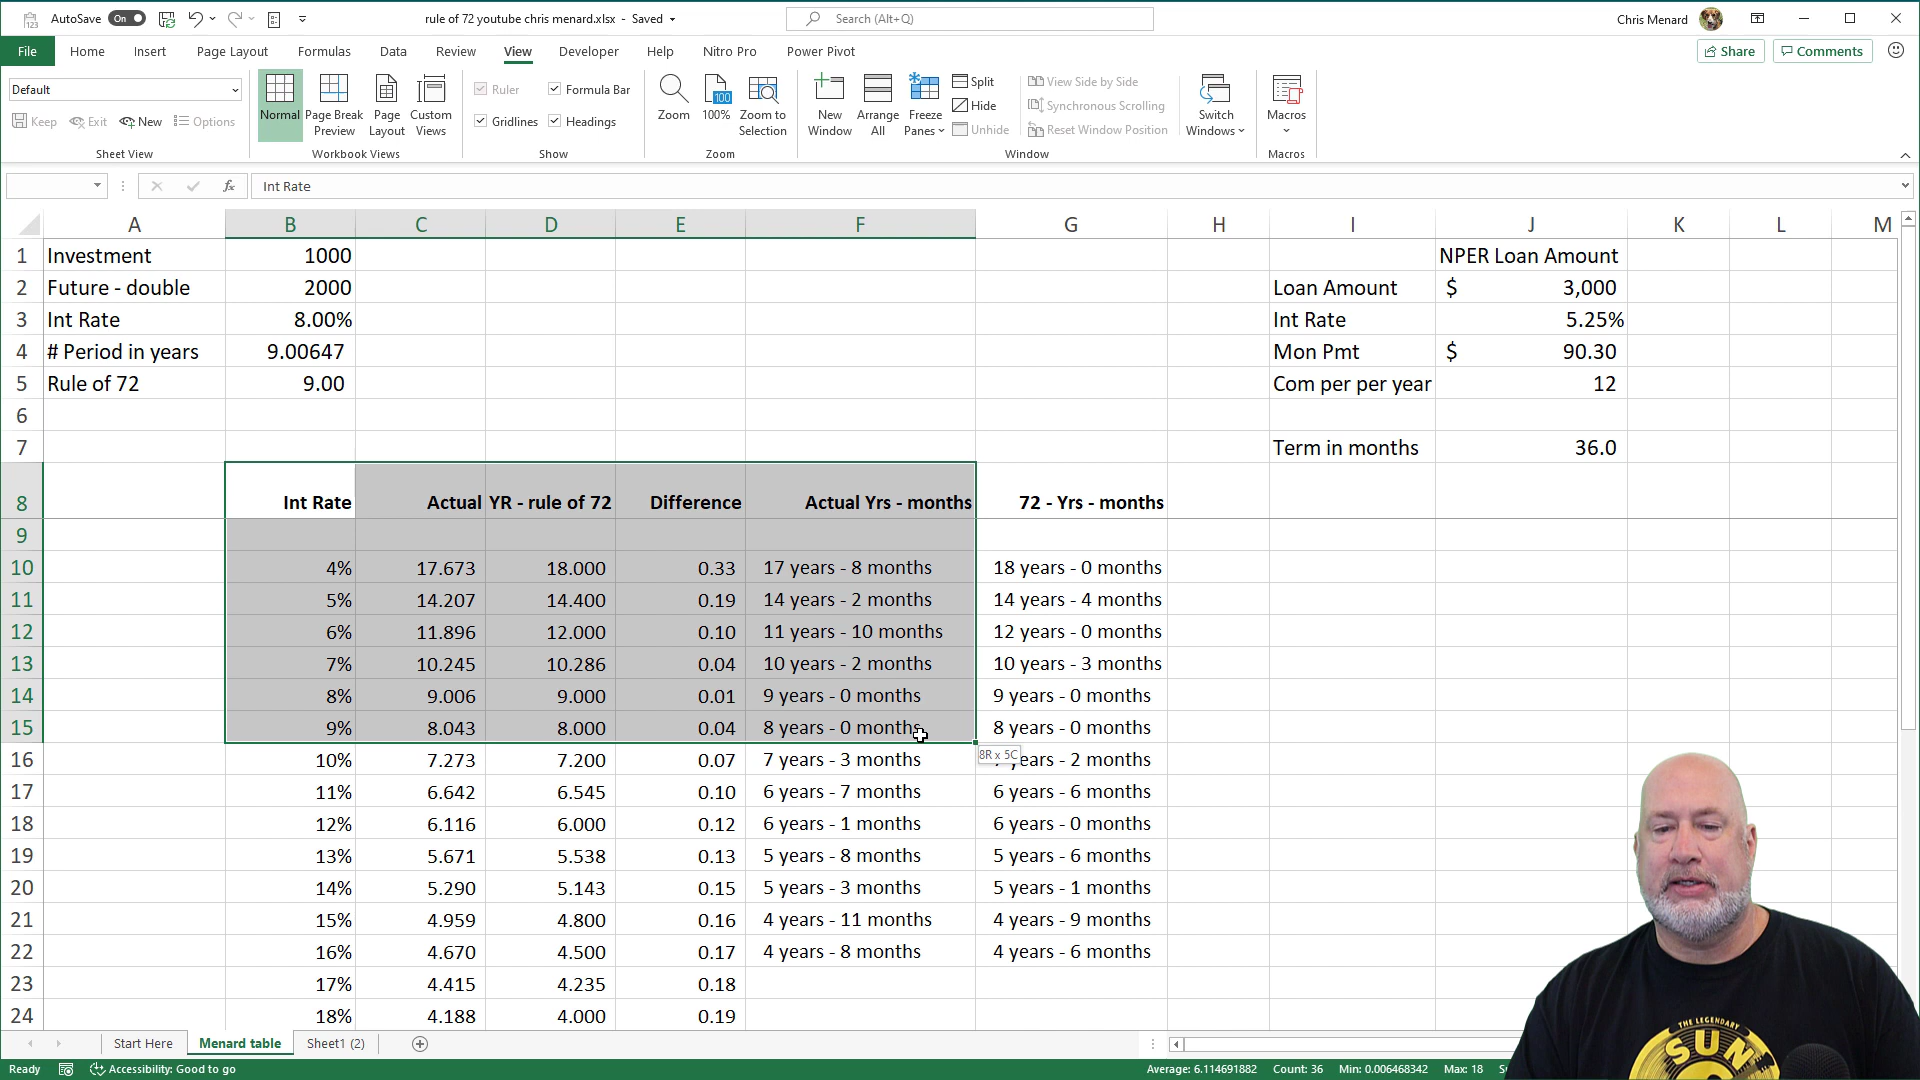 AutoSave On rule of 72 youtube chris menard.xlsx - Saved Search (Alt+Q) Chris Menard
File Home Insert Page Layout Formulas Data Review View Developer Help Nitro Pro Power Pivot Share Comments
Default
Keep Exit New Options
Sheet View
Normal Page Break Preview Page Layout Custom Views
Workbook Views
Ruler Formula Bar
Gridlines Headings
Show
Zoom 100% Zoom to Selection
Zoom
New Window Arrange All Freeze Panes
Split
Hide
Unhide
View Side by Side
Synchronous Scrolling
Reset Window Position
Switch Windows
Window
Macros
Macros
fx Int Rate
A B C D E F G H I J K L M
1 Investment 1000 NPER Loan Amount
2 Future - double 2000 Loan Amount $ 3,000
3 Int Rate 8.00% Int Rate 5.25%
4 # Period in years 9.00647 Mon Pmt $ 90.30
5 Rule of 72 9.00 Com per per year 12
6
7 Term in months 36.0
8 Int Rate Actual YR - rule of 72 Difference Actual Yrs - months 72 - Yrs - months
9
10 4% 17.673 18.000 0.33 17 years - 8 months 18 years - 0 months
11 5% 14.207 14.400 0.19 14 years - 2 months 14 years - 4 months
12 6% 11.896 12.000 0.10 11 years - 10 months 12 years - 0 months
13 7% 10.245 10.286 0.04 10 years - 2 months 10 years - 3 months
14 8% 9.006 9.000 0.01 9 years - 0 months 9 years - 0 months
15 9% 8.043 8.000 0.04 8 years - 0 months 8 years - 0 months
8R x 5C
16 10% 7.273 7.200 0.07 7 years - 3 months years - 2 months
17 11% 6.642 6.545 0.10 6 years - 7 months 6 years - 6 months
18 12% 6.116 6.000 0.12 6 years - 1 months 6 years - 0 months
19 13% 5.671 5.538 0.13 5 years - 8 months 5 years - 6 months
20 14% 5.290 5.143 0.15 5 years - 3 months 5 years - 1 months
21 15% 4.959 4.800 0.16 4 years - 11 months 4 years - 9 months
22 16% 4.670 4.500 0.17 4 years - 8 months 4 years - 6 months
23 17% 4.415 4.235 0.18
24 18% 4.188 4.000 0.19
Start Here Menard table Sheet1 (2)
Ready Accessibility: Good to go Average: 6.114691882 Count: 36 Min: 0.006468342 Max: 18
THE LEGENDARY
SUN